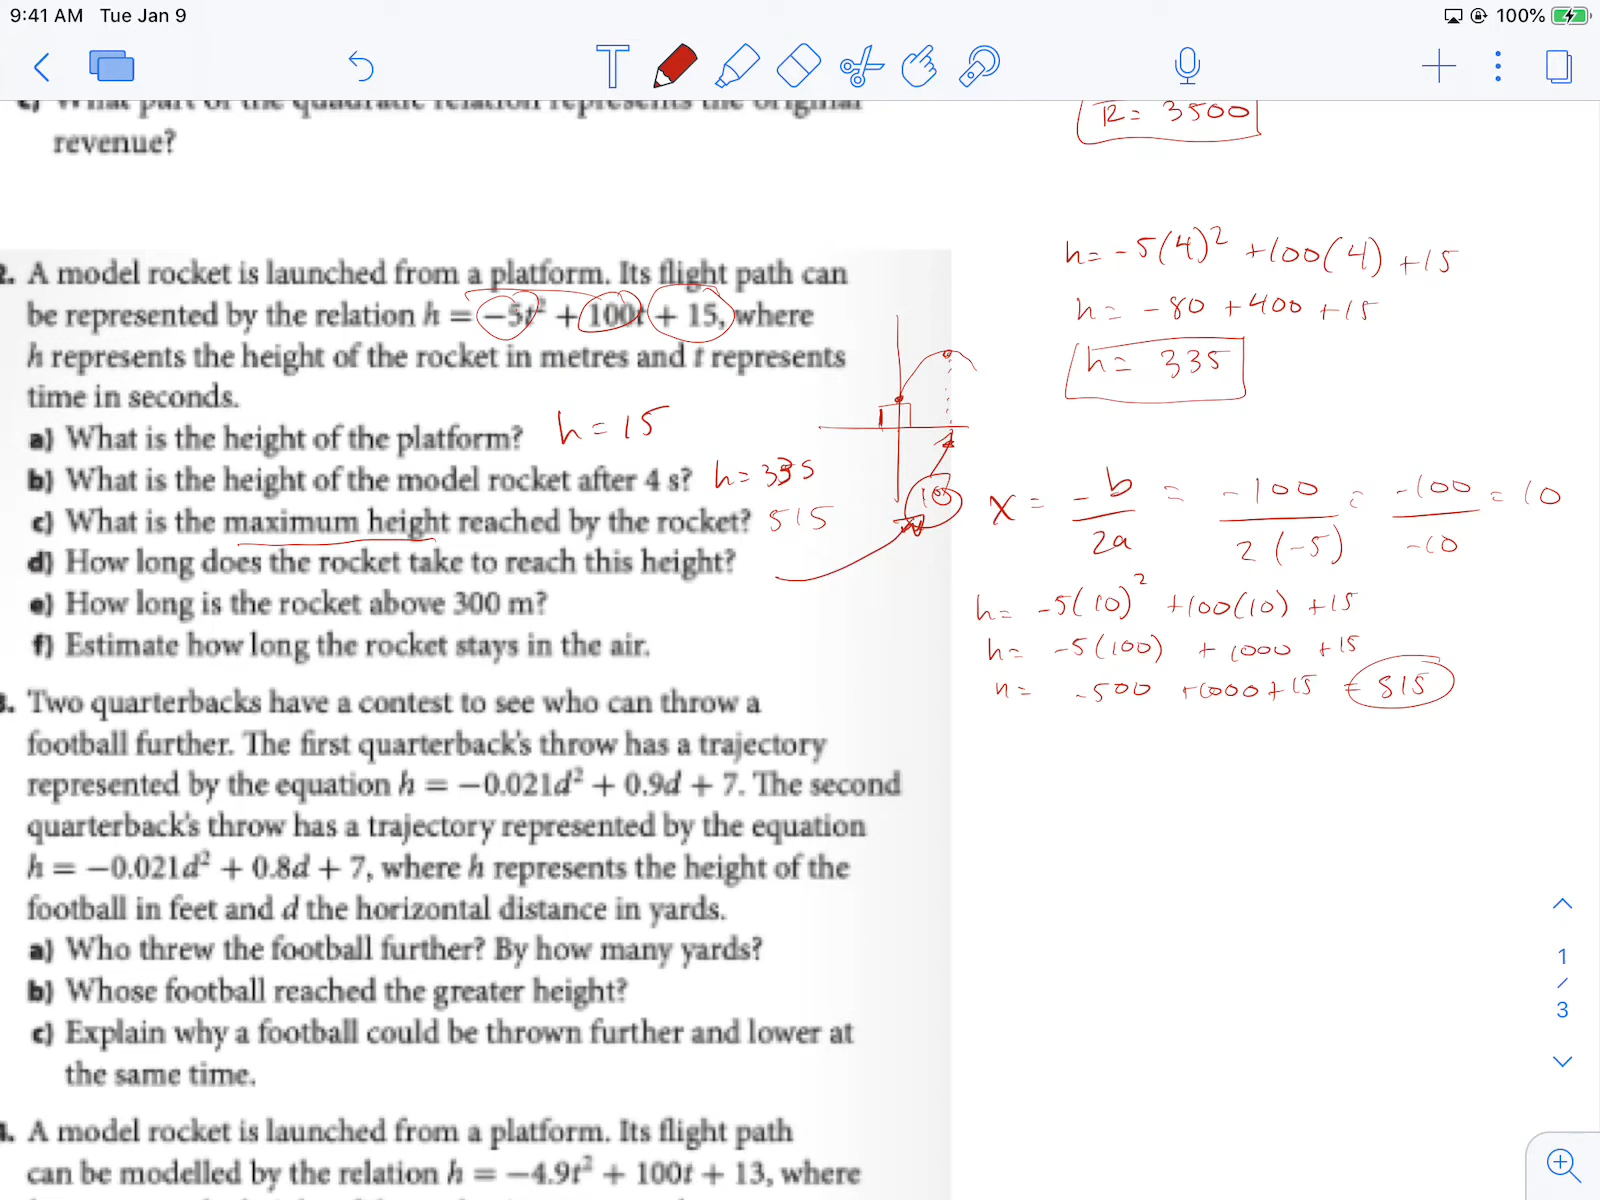 9:41 AM Tue Jan 9
100%
T
c) What part of the quadratic relation represents the original
revenue?
R = 3500
2. A model rocket is launched from a platform. Its flight path can
be represented by the relation h = −5t² + 100t + 15, where
h represents the height of the rocket in metres and t represents
time in seconds.
a) What is the height of the platform? h = 15
b) What is the height of the model rocket after 4 s? h = 335
c) What is the maximum height reached by the rocket? 515
d) How long does the rocket take to reach this height?
e) How long is the rocket above 300 m?
f) Estimate how long the rocket stays in the air.
h = -5(4)² +100(4) +15
h = -80 +400 +15
h = 335
10s
x = -b/2a = -100/2(-5) = -100/-10 = 10
h = -5(10)² +100(10) +15
h = -5(100) + 1000 +15
h = -500 +1000 +15 = 515
3. Two quarterbacks have a contest to see who can throw a
football further. The first quarterback's throw has a trajectory
represented by the equation h = −0.021d² + 0.9d + 7. The second
quarterback's throw has a trajectory represented by the equation
h = −0.021d² + 0.8d + 7, where h represents the height of the
football in feet and d the horizontal distance in yards.
a) Who threw the football further? By how many yards?
b) Whose football reached the greater height?
c) Explain why a football could be thrown further and lower at
the same time.
4. A model rocket is launched from a platform. Its flight path
can be modelled by the relation h = −4.9t² + 100t + 13, where
1
/
3